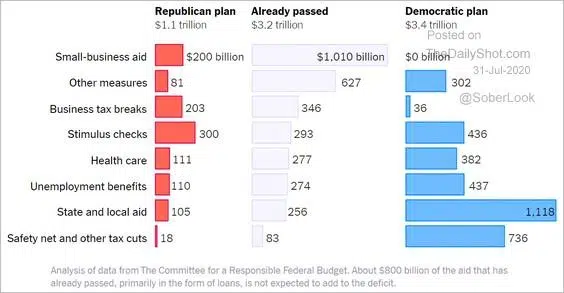 Republican plan Already passed Democratic plan
$1.1 trillion $3.2 trillion $3.4 trillion
Posted on
Small-business aid $200 billion $1,010 billion $0 billion
TheDailyShot.com
31-Jul-2020
Other measures 81 627 302
@SoberLook
Business tax breaks 203 346 36
Stimulus checks 300 293 436
Health care 111 277 382
Unemployment benefits 110 274 437
State and local aid 105 256 1,118
Safety net and other tax cuts 18 83 736
Analysis of data from The Committee for a Responsible Federal Budget. About $800 billion of the aid that has
already passed, primarily in the form of loans, is not expected to add to the deficit.